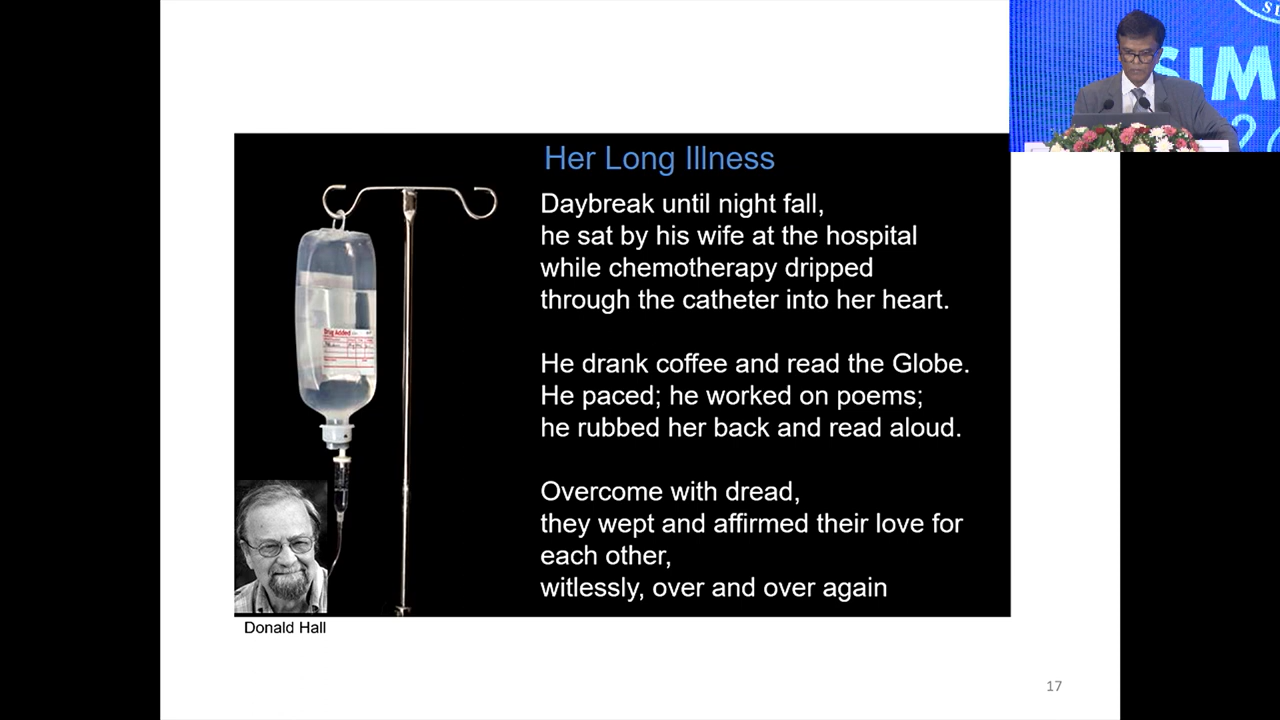 SIM
Her Long Illness
Daybreak until night fall,
he sat by his wife at the hospital
while chemotherapy dripped
through the catheter into her heart.
He drank coffee and read the Globe.
He paced; he worked on poems;
he rubbed her back and read aloud.
Drug Added
Overcome with dread,
they wept and affirmed their love for
each other,
witlessly, over and over again
Donald Hall
17